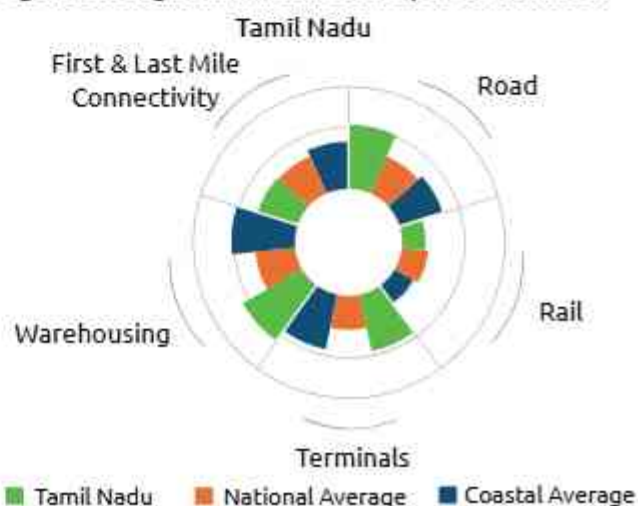 Tamil Nadu
First & Last Mile
Connectivity
Road
Rail
Warehousing
Terminals
Tamil Nadu
National Average
Coastal Average